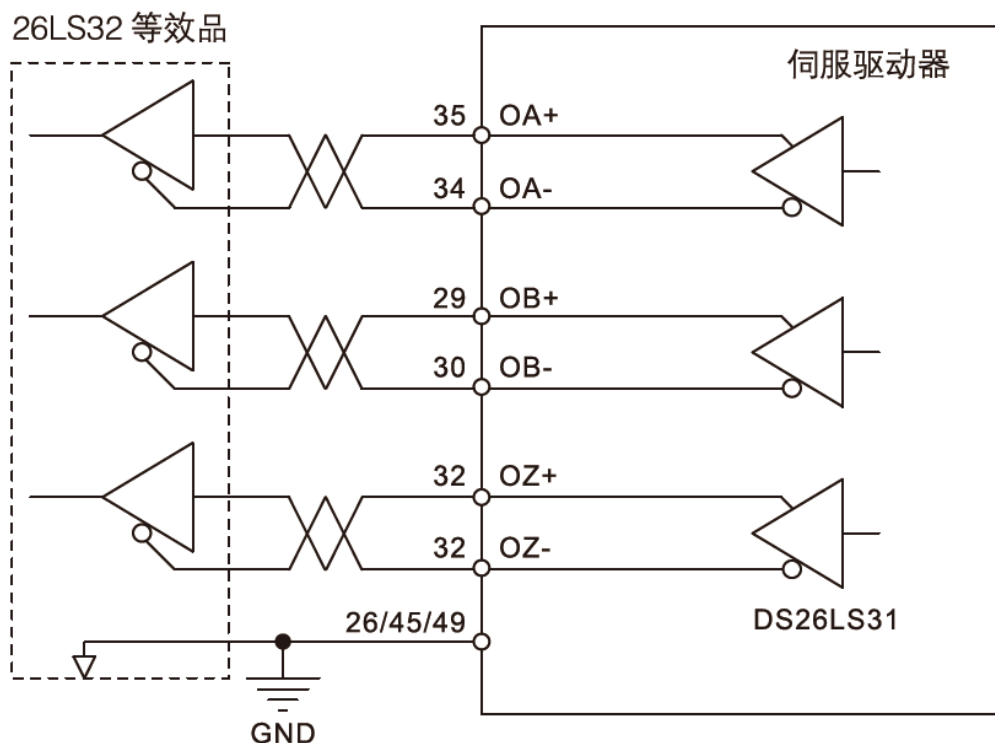 26LS32 等效品
伺服驱动器
35 OA+
34 OA-
29 OB+
30 OB-
32 OZ+
32 OZ-
DS26LS31
26/45/49
GND